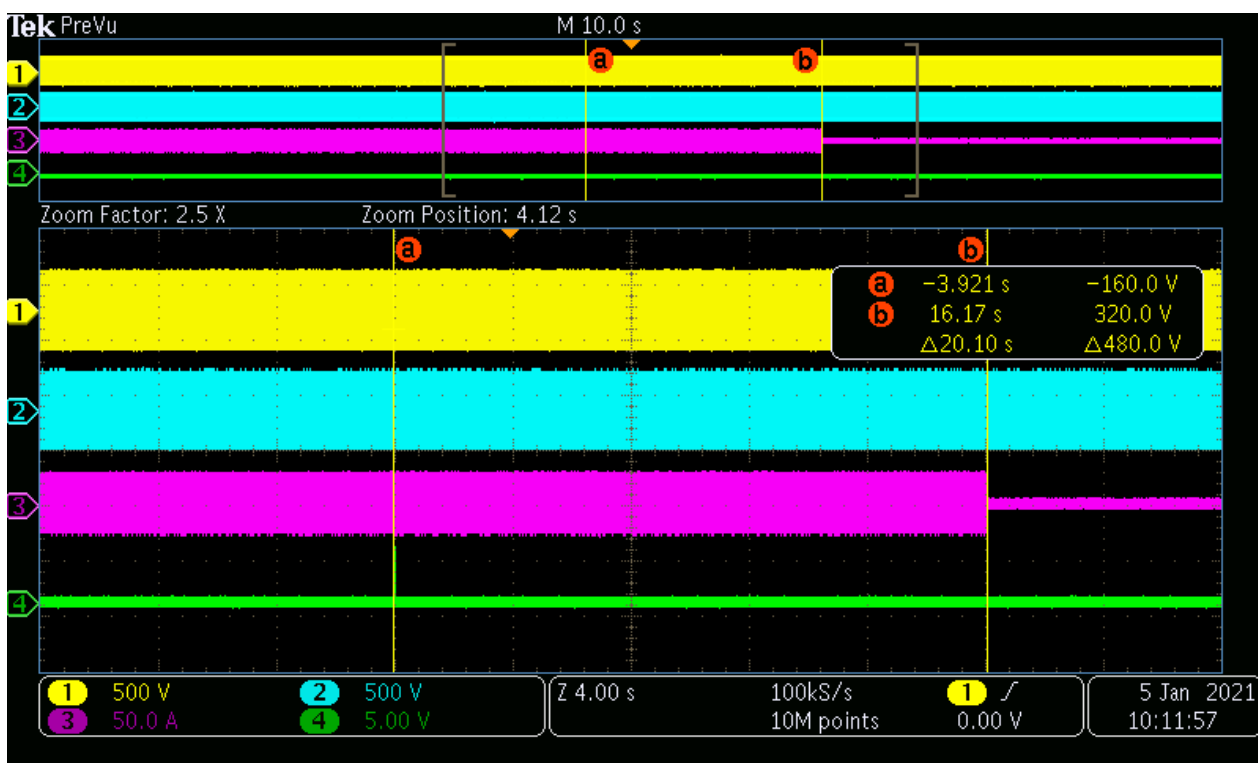 Tek PreVu M 10.0 s
a b
1
2
3
4
Zoom Factor: 2.5 X Zoom Position: 4.12 s
a b
a -3.921 s -160.0 V
b 16.17 s 320.0 V
△20.10 s △480.0 V
1
2
3
4
1 500 V 2 500 V Z 4.00 s 100kS/s 1 5 Jan 2021
3 50.0 A 4 5.00 V 10M points 0.00 V 10:11:57